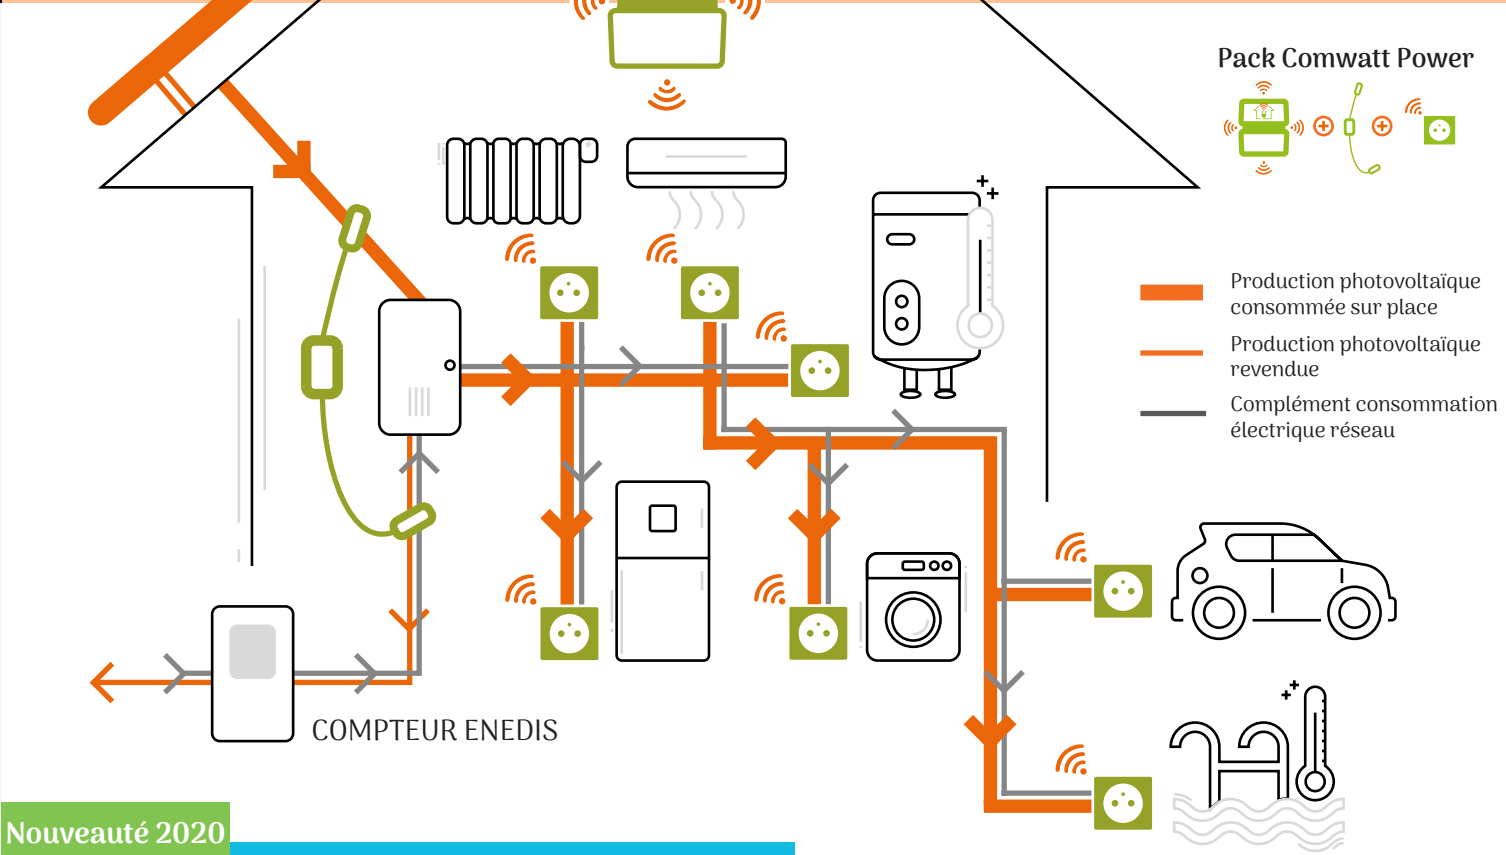 Pack Comwatt Power
Production photovoltaïque
consommée sur place
Production photovoltaïque
revendue
Complément consommation
électrique réseau
COMPTEUR ENEDIS
Nouveauté 2020